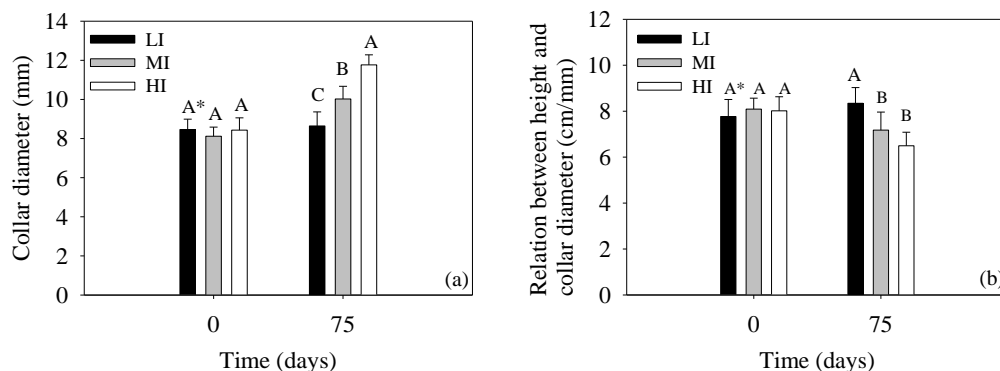 Collar diameter (mm)
14
12
10
8
6
4
2
0
LI
MI
HI
A*
A
A
C
B
A
(a)
0
75
Time (days)
Relation between height and
collar diameter (cm/mm)
12
10
8
6
4
2
0
LI
MI
HI
A*
A
A
A
B
B
(b)
0
75
Time (days)